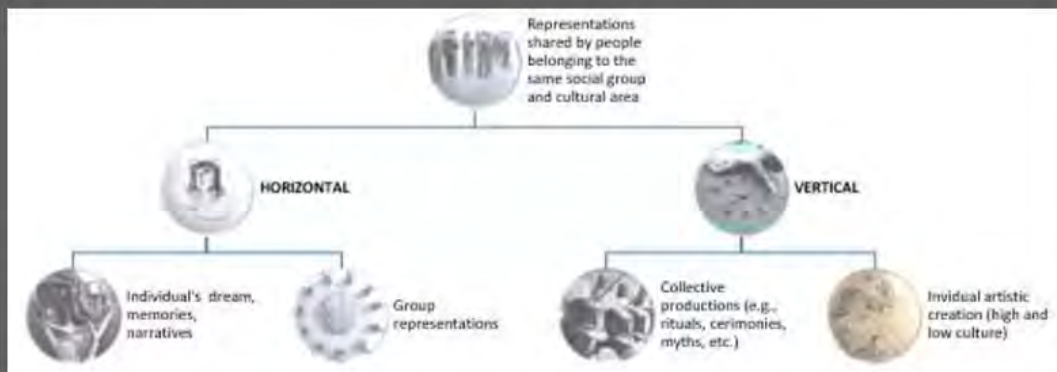 Representations
shared by people
belonging to the
same social group
and cultural area
HORIZONTAL
VERTICAL
Individual's dream,
memories,
narratives
Group
representations
Collective
productions (e.g.,
rituals, cerimonies,
myths, etc.)
Invidual artistic
creation (high and
low culture)